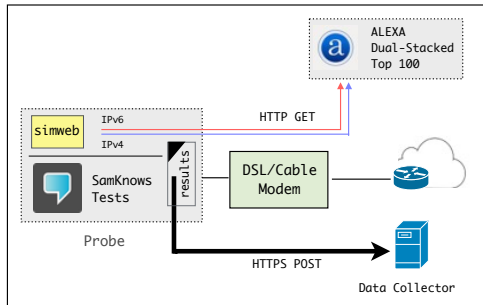 ALEXA
Dual-Stacked
Top 100
a
HTTP GET
IPv6
simweb
IPv4
SamKnows
Tests
results
DSL/Cable
Modem
Probe
HTTPS POST
Data Collector